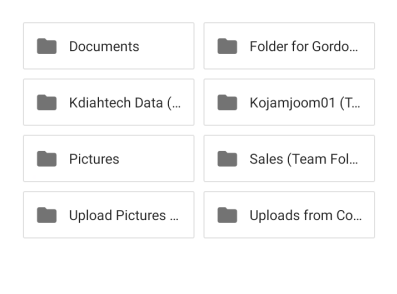 Documents
Folder for Gordo...
Kdiahtech Data (...
Kojamjoom01 (T...
Pictures
Sales (Team Fol...
Upload Pictures ...
Uploads from Co...